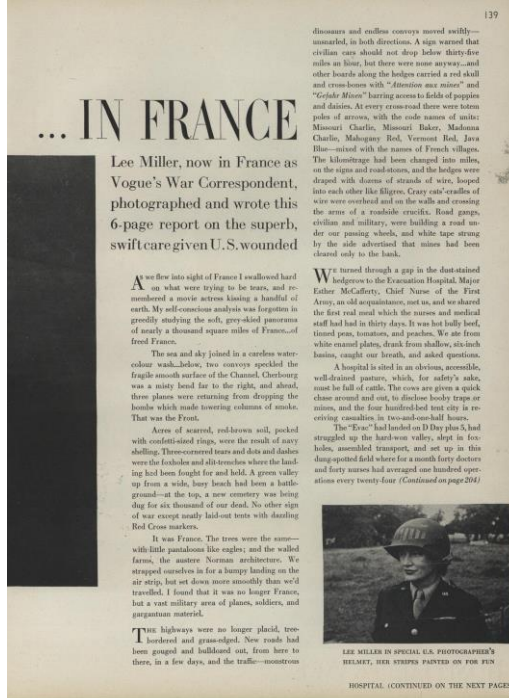 139
... IN FRANCE
Lee Miller, now in France as
Vogue's War Correspondent,
photographed and wrote this
6-page report on the superb,
swift care given U.S. wounded
As we flew into sight of France I swallowed hard
on what were trying to be tears, and re-
membered a movie actress kissing a handful of
earth. My self-conscious analysis was forgotten in
greedily studying the soft, grey-skied panorama
of nearly a thousand square miles of France...of
freed France.
The sea and sky joined in a careless water-
colour wash...below, two convoys speckled the
fragile smooth surface of the Channel. Cherbourg
was a misty bend far to the right, and ahead,
three planes were returning from dropping the
bombs which made towering columns of smoke.
That was the Front.
Acres of scarred, red-brown soil, pocked
with confetti-sized rings, were the result of navy
shelling. Three-cornered tears and dots and dashes
were the foxholes and slit-trenches where the land-
ing had been fought for and held. A green valley
up from a wide, busy beach had been a battle-
ground—at the top, a new cemetery was being
dug for six thousand of our dead. No other sign
of war except neatly laid-out tents with dazzling
Red Cross markers.
It was France. The trees were the same—
with little pantaloons like eagles; and the walled
farms, the austere Norman architecture. We
strapped ourselves in for a bumpy landing on the
air strip, but set down more smoothly than we'd
travelled. I found that it was no longer France,
but a vast military area of planes, soldiers, and
gargantuan materiel.
The highways were no longer placid, tree-
bordered and grass-edged. New roads had
been gouged and bulldozed out, from here to
there, in a few days, and the traffic—monstrous
dinosaurs and endless convoys moved swiftly—
unsnarled, in both directions. A sign warned that
civilian cars should not drop below thirty-five
miles an hour, but there were none anyway...and
other boards along the hedges carried a red skull
and cross-bones with "Attention aux mines" and
"Gefahr Minen" barring access to fields of poppies
and daisies. At every cross-road there were totem
poles of arrows, with the code names of units:
Missouri Charlie, Missouri Baker, Madonna
Charlie, Mahogany Red, Vermont Red, Java
Blue—mixed with the names of French villages.
The kilométrage had been changed into miles,
on the signs and road-stones, and the hedges were
draped with dozens of strands of wire, looped
into each other like filigree. Crazy cats'-cradles of
wire were overhead and on the walls and crossing
the arms of a roadside crucifix. Road gangs,
civilian and military, were building a road un-
der our passing wheels, and white tape strung
by the side advertised that mines had been
cleared only to the bank.
We turned through a gap in the dust-stained
hedgerow to the Evacuation Hospital. Major
Esther McCafferty, Chief Nurse of the First
Army, an old acquaintance, met us, and we shared
the first real meal which the nurses and medical
staff had had in thirty days. It was hot bully beef,
tinned peas, tomatoes, and peaches. We ate from
white enamel plates, drank from shallow, six-inch
basins, caught our breath, and asked questions.
A hospital is sited in an obvious, accessible,
well-drained pasture, which, for safety's sake,
must be full of cattle. The cows are given a quick
chase around and out, to disclose booby traps or
mines, and the four hundred-bed tent city is re-
ceiving casualties in two-and-one-half hours.
The "Evac" had landed on D Day plus 5, had
struggled up the hard-won valley, slept in fox-
holes, assembled transport, and set up in this
dung-spotted field where for a month forty doctors
and forty nurses had averaged one hundred oper-
ations every twenty-four (Continued on page 204)
LEE MILLER IN SPECIAL U.S. PHOTOGRAPHER'S
HELMET, HER STRIPES PAINTED ON FOR FUN
HOSPITAL (CONTINUED ON THE NEXT PAGE)